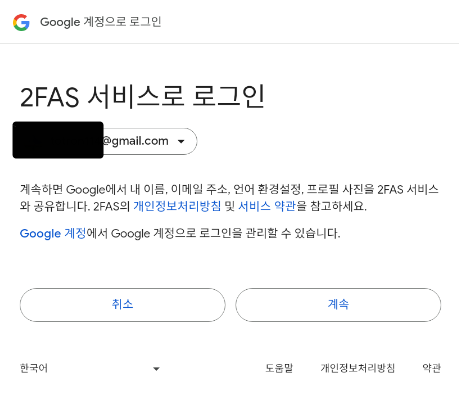 Google 계정으로 로그인
2FAS 서비스로 로그인
@gmail.com
계속하면 Google에서 내 이름, 이메일 주소, 언어 환경설정, 프로필 사진을 2FAS 서비스
와 공유합니다. 2FAS의 개인정보처리방침 및 서비스 약관을 참고하세요.
Google 계정에서 Google 계정으로 로그인을 관리할 수 있습니다.
취소
계속
한국어
도움말
개인정보처리방침
약관